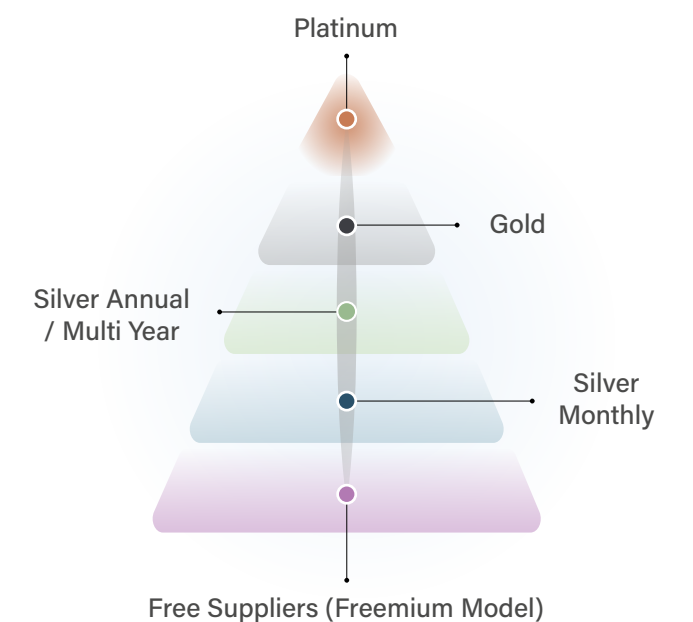 Platinum
Gold
Silver Annual
/ Multi Year
Silver
Monthly
Free Suppliers (Freemium Model)